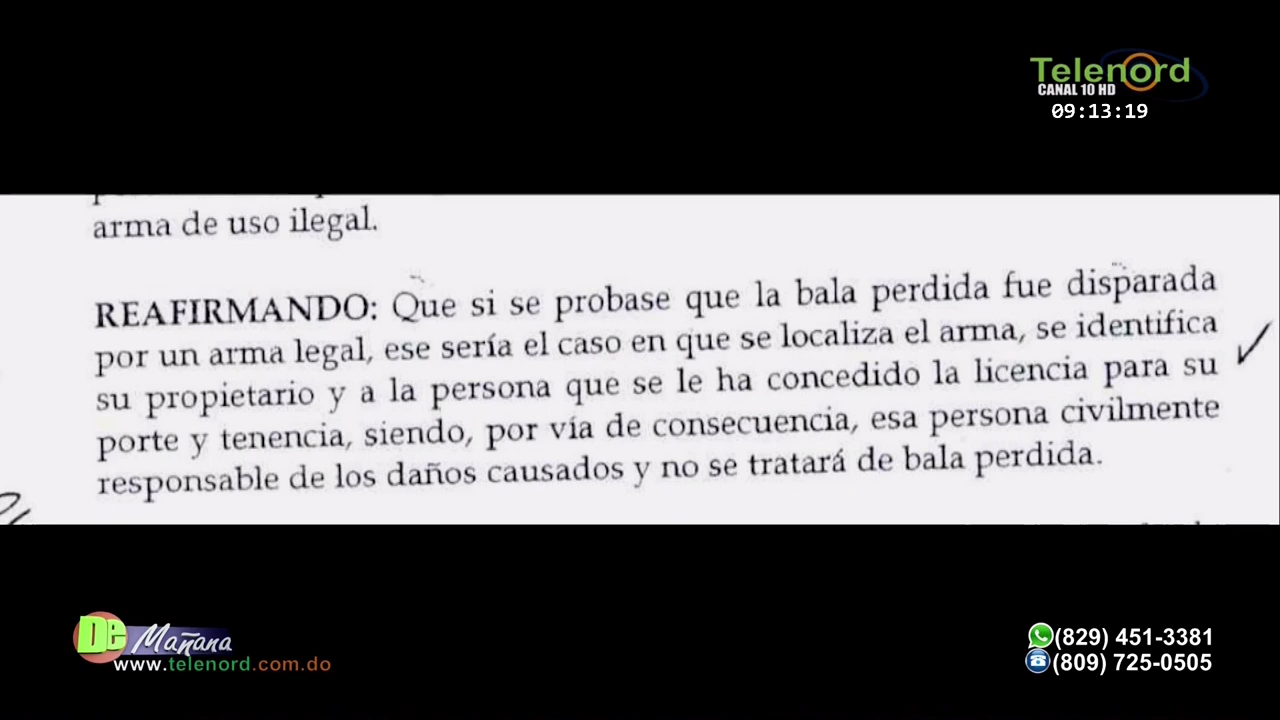 Telenord
CANAL 10 HD
09:13:19
arma de uso ilegal.
REAFIRMANDO: Que si se probase que la bala perdida fue disparada
por un arma legal, ese sería el caso en que se localiza el arma, se identifica
su propietario y a la persona que se le ha concedido la licencia para su
porte y tenencia, siendo, por vía de consecuencia, esa persona civilmente
responsable de los daños causados y no se tratará de bala perdida.
De Mañana
www.telenord.com.do
(829) 451-3381
(809) 725-0505